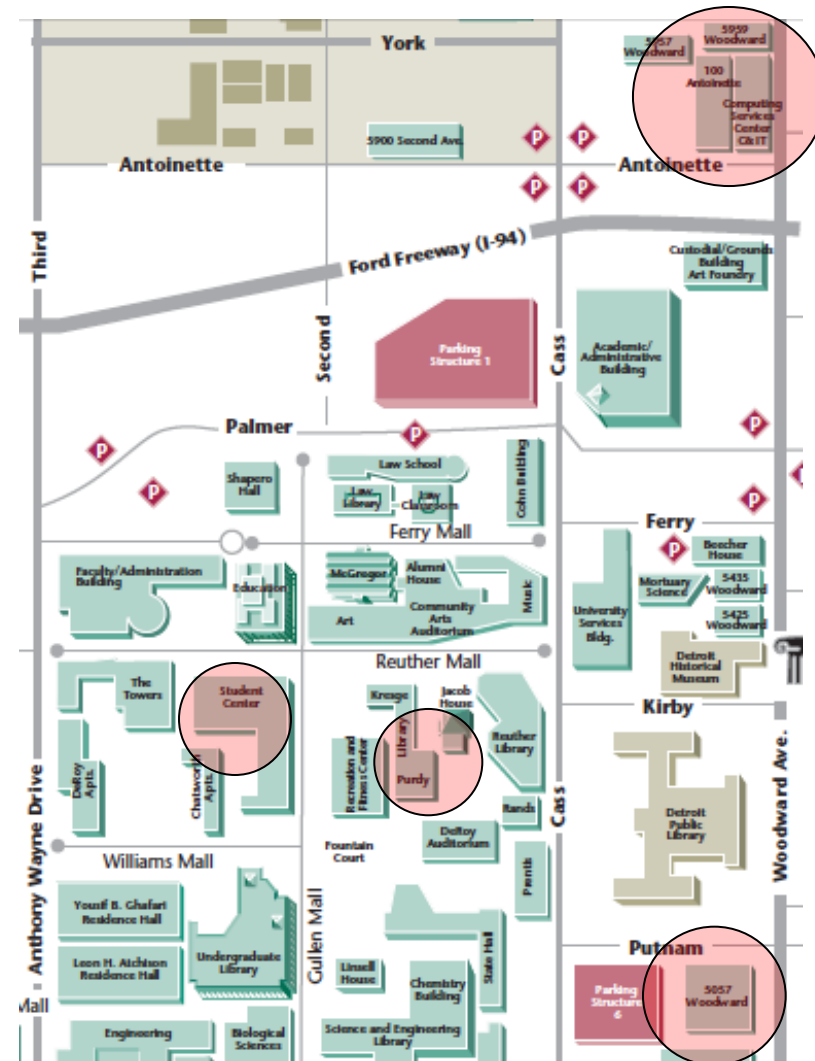 York
5957
Woodward
5959
Woodward
100
Antoinette
Computing
Services
Center
C&IT
5900 Second Ave.
P
P
P
P
Antoinette
Antoinette
Third
Ford Freeway (I-94)
Custodial/Grounds
Building
Art Foundry
Second
Parking
Structure 1
Cass
Academic/
Administrative
Building
Palmer
P
P
P
P
P
Shapero
Hall
Law School
Law
Library
Law
Classroom
Cohn Building
Ferry Mall
Ferry
P
Beecher
House
Faculty/Administration
Building
Education
McGregor
Alumni
House
Art
Community
Arts
Auditorium
Music
University
Services
Bldg.
Mortuary
Science
5435
Woodward
5425
Woodward
Detroit
Historical
Museum
Reuther Mall
The
Towers
Student
Center
Kresge
Library
Purdy
Jacob
House
Reuther
Library
Kirby
DeRoy
Apts.
Chatsworth
Apts.
Recreation and
Fitness Center
Rands
Cass
Detroit
Public
Library
Woodward Ave.
Anthony Wayne Drive
Fountain
Court
DeRoy
Auditorium
Prentis
Williams Mall
Yousif B. Ghafari
Residence Hall
Leon H. Atchison
Residence Hall
Undergraduate
Library
Gullen Mall
Linsell
House
Chemistry
Building
State Hall
Putnam
Parking
Structure
6
5057
Woodward
Mall
Engineering
Biological
Sciences
Science and Engineering
Library